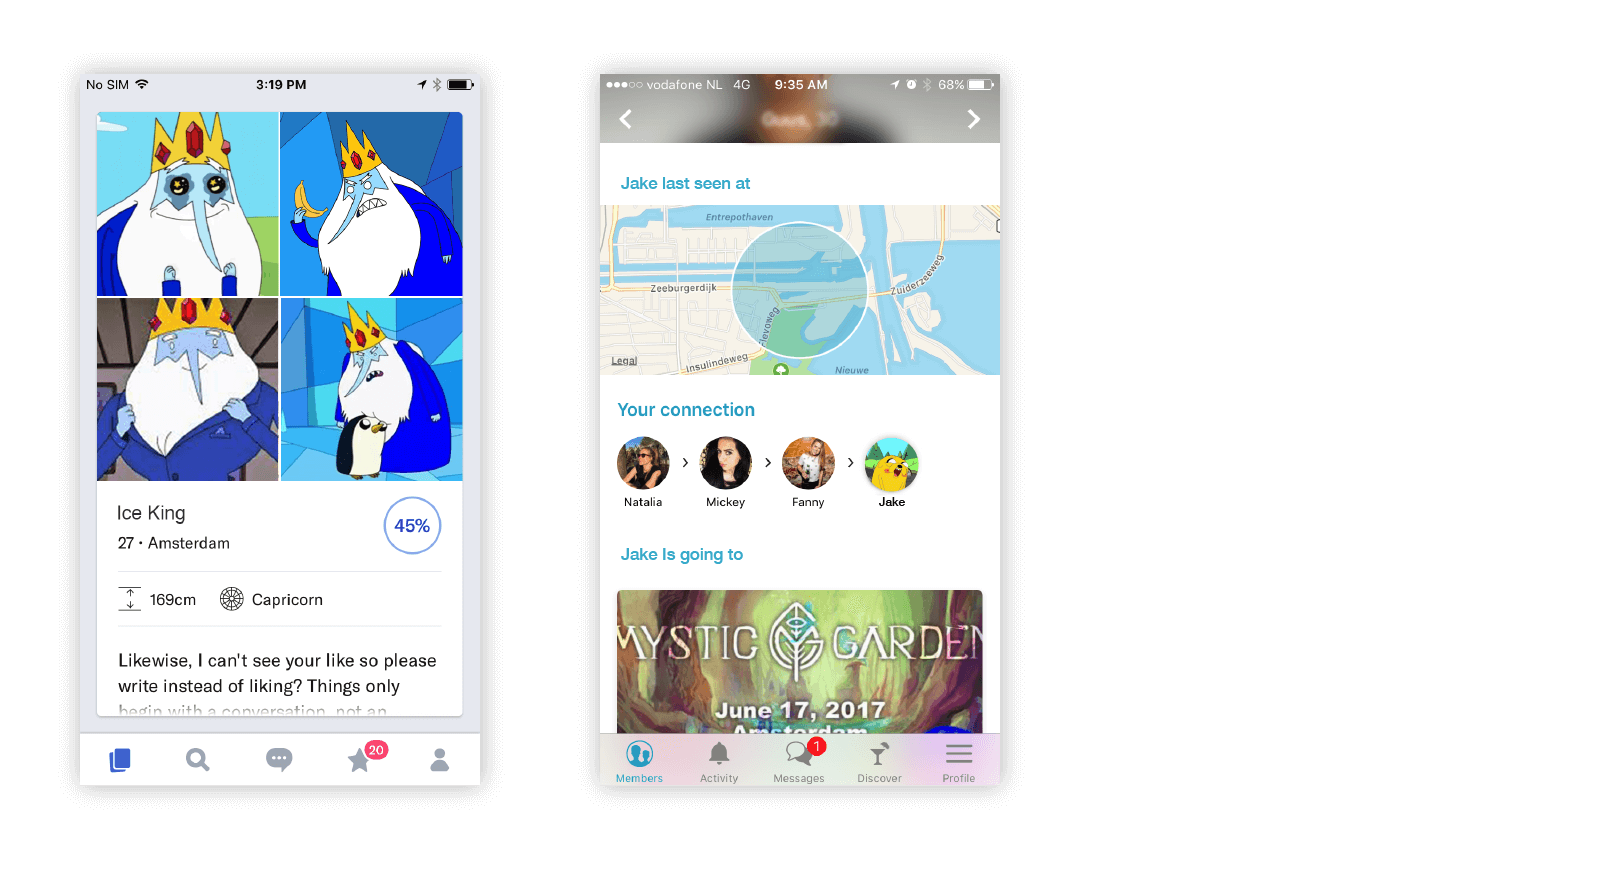 No SIM 3:19 PM
Ice King
27 • Amsterdam
45%
169cm Capricorn
Likewise, I can't see your like so please
write instead of liking? Things only
begin with a conversation, not an
20
vodafone NL 4G 9:35 AM 68%
Jake last seen at
Entrepothaven
Zeeburgerdijk
Zuiderzeeweg
Flevoweg
Insulindeweg
Legal
Nieuwe
Your connection
Natalia > Mickey > Fanny > Jake
Jake Is going to
MYSTIC GARDEN
June 17, 2017
Amsterdam
1
Members Activity Messages Discover Profile